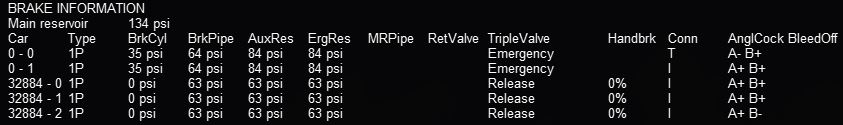 BRAKE INFORMATION
Main reservoir 134 psi
Car Type BrkCyl BrkPipe AuxRes ErgRes MRPipe RetValve TripleValve Handbrk Conn AnglCock BleedOff
0 - 0 1P 35 psi 64 psi 84 psi 84 psi Emergency T A- B+
0 - 1 1P 35 psi 64 psi 84 psi 84 psi Emergency I A+ B+
32884 - 0 1P 0 psi 63 psi 63 psi 63 psi Release 0% I A+ B+
32884 - 1 1P 0 psi 63 psi 63 psi 63 psi Release 0% I A+ B+
32884 - 2 1P 0 psi 63 psi 63 psi 63 psi Release 0% I A+ B-